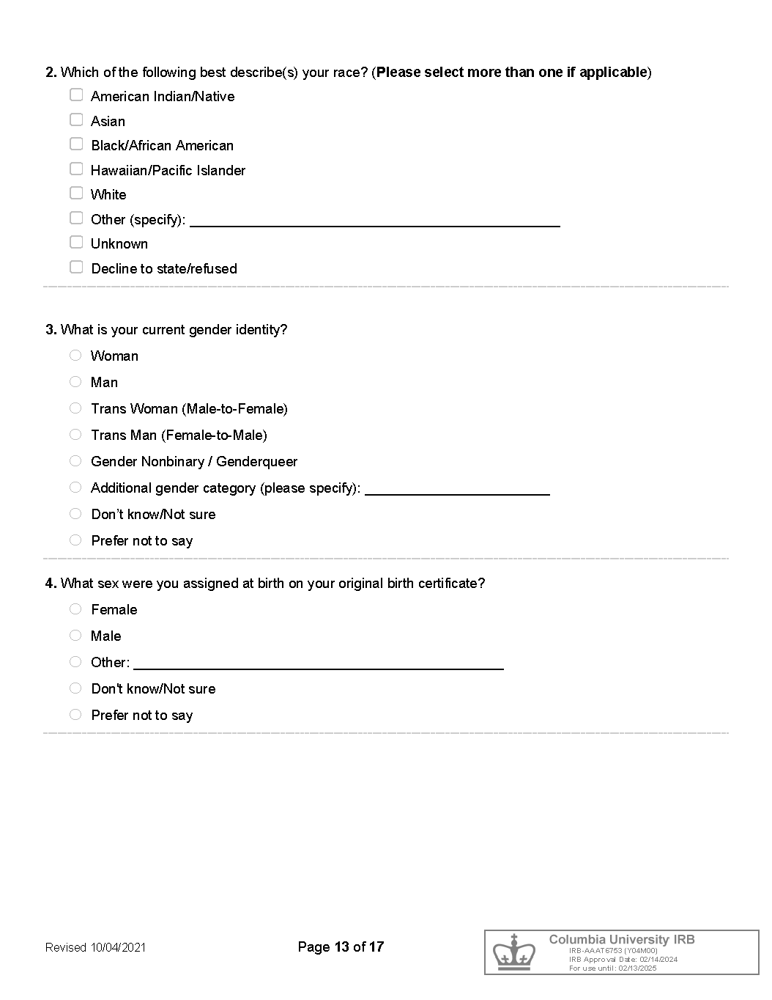 2. Which of the following best describe(s) your race? (Please select more than one if applicable)
American Indian/Native
Asian
Black/African American
Hawaiian/Pacific Islander
White
Other (specify):
Unknown
Decline to state/refused
3. What is your current gender identity?
Woman
Man
Trans Woman (Male-to-Female)
Trans Man (Female-to-Male)
Gender Nonbinary / Genderqueer
Additional gender category (please specify):
Don’t know/Not sure
Prefer not to say
4. What sex were you assigned at birth on your original birth certificate?
Female
Male
Other:
Don't know/Not sure
Prefer not to say
Revised 10/04/2021
Page 13 of 17
Columbia University IRB
IRB-AAAT6753 (Y04M00)
IRB Approval Date: 02/14/2024
For use until: 02/13/2025